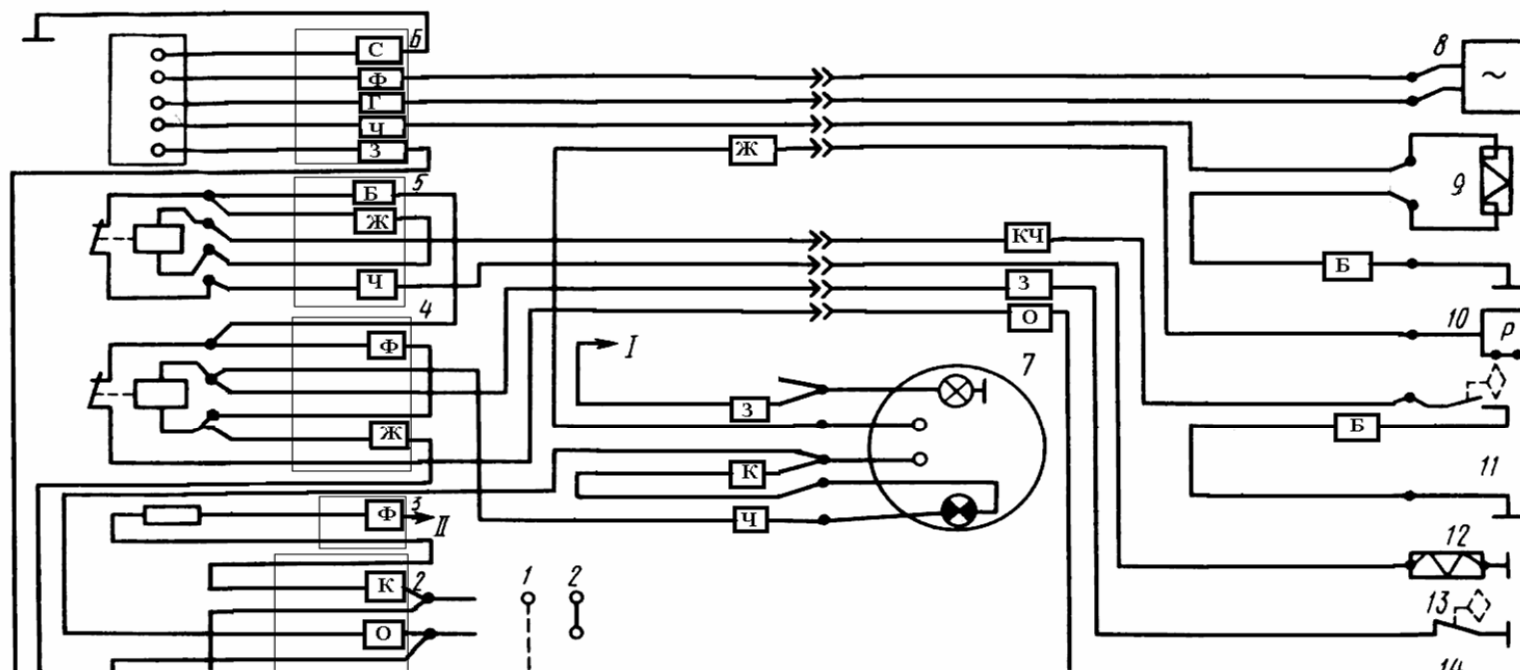 С Б
Ф 8
~
Г
Ч
З Ж
Б 5 9
Ж
КЧ
Ч З Б
4 О 10 Р
Ф I 7
З
Ж Б
К 11
Ф 3 II Ч
12
К 2 1 2
13
О
14